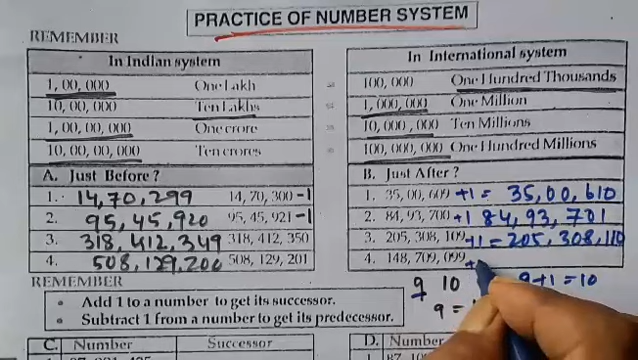 PRACTICE OF NUMBER SYSTEM
REMEMBER
In Indian system
1,00,000 One Lakh
10,00,000 Ten Lakhs
1,00,00,000 One crore
10,00,00,000 Ten crores
In International system
= 100,000 One Hundred Thousands
= 1,000,000 One Million
= 10,000,000 Ten Millions
= 100,000,000 One Hundred Millions
A. Just Before ?
1. 14,70,299 14,70,300 -1
2. 95,45,920 95,45,921 -1
3. 318,412,349 318,412,350
4. 508,129,200 508,129,201
B. Just After ?
1. 35,00,609 +1 = 35,00,610
2. 84,93,700 +1 84,93,701
3. 205,308,109 +1 = 205,308,110
4. 148,709,099 +
9 10 9+1=10
9 =
REMEMBER
• Add 1 to a number to get its successor.
• Subtract 1 from a number to get its predecessor.
C. Number Successor
D. Number